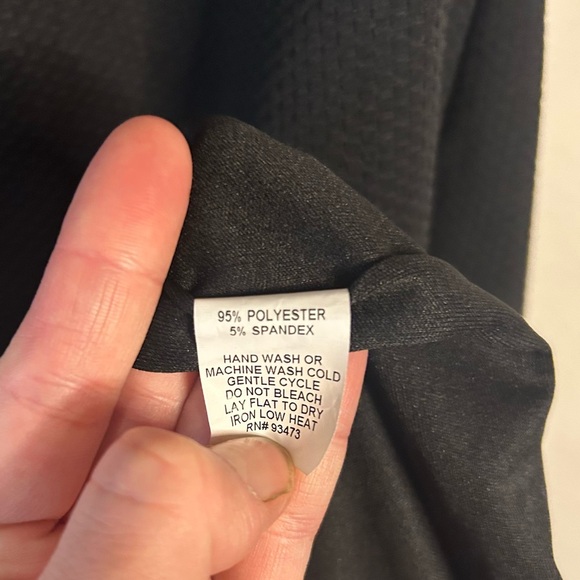 95% POLYESTER
5% SPANDEX
HAND WASH OR
MACHINE WASH COLD
GENTLE CYCLE
DO NOT BLEACH
LAY FLAT TO DRY
IRON LOW HEAT
RN# 93473